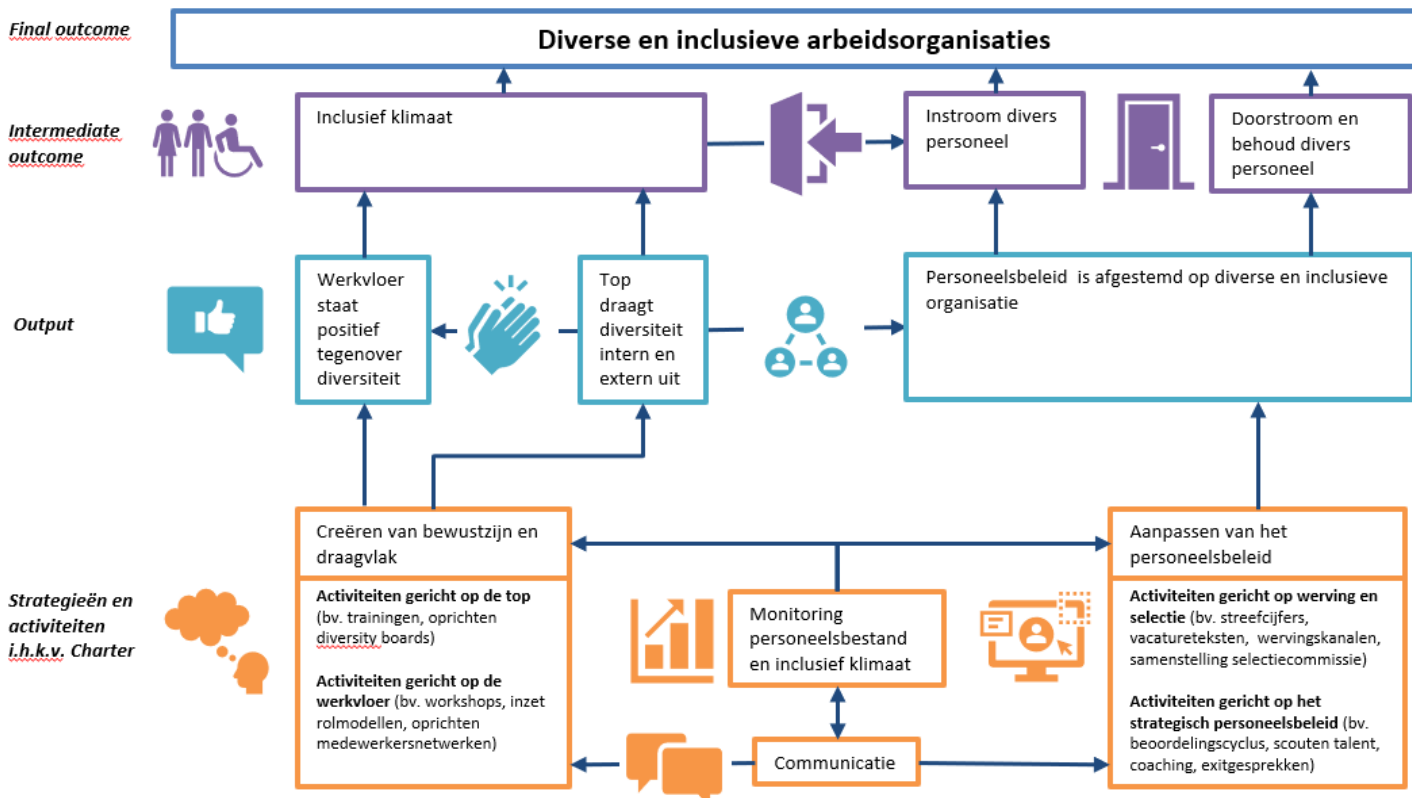 Final outcome
Diverse en inclusieve arbeidsorganisaties
Intermediate
outcome
Inclusief klimaat
Instroom divers
personeel
Doorstroom en
behoud divers
personeel
Output
Werkvloer
staat
positief
tegenover
diversiteit
Top
draagt
diversiteit
intern en
extern uit
Personeelsbeleid  is afgestemd op diverse en inclusieve
organisatie
Strategieën en
activiteiten
i.h.k.v. Charter
Creëren van bewustzijn en
draagvlak
Activiteiten gericht op de top
(bv. trainingen, oprichten
diversity boards)
Activiteiten gericht op de
werkvloer (bv. workshops, inzet
rolmodellen, oprichten
medewerkersnetwerken)
Monitoring
personeelsbestand
en inclusief klimaat
Communicatie
Aanpassen van het
personeelsbeleid
Activiteiten gericht op werving en
selectie (bv. streefcijfers,
vacatureteksten,  wervingskanalen,
samenstelling selectiecommissie)
Activiteiten gericht op het
strategisch personeelsbeleid (bv.
beoordelingscyclus, scouten talent,
coaching, exitgesprekken)